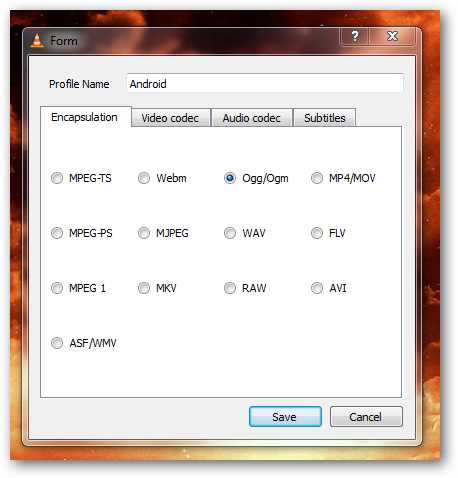 Form
?
Profile Name Android
Encapsulation Video codec Audio codec Subtitles
MPEG-TS Webm Ogg/Ogm MP4/MOV
MPEG-PS MJPEG WAV FLV
MPEG 1 MKV RAW AVI
ASF/WMV
Save Cancel